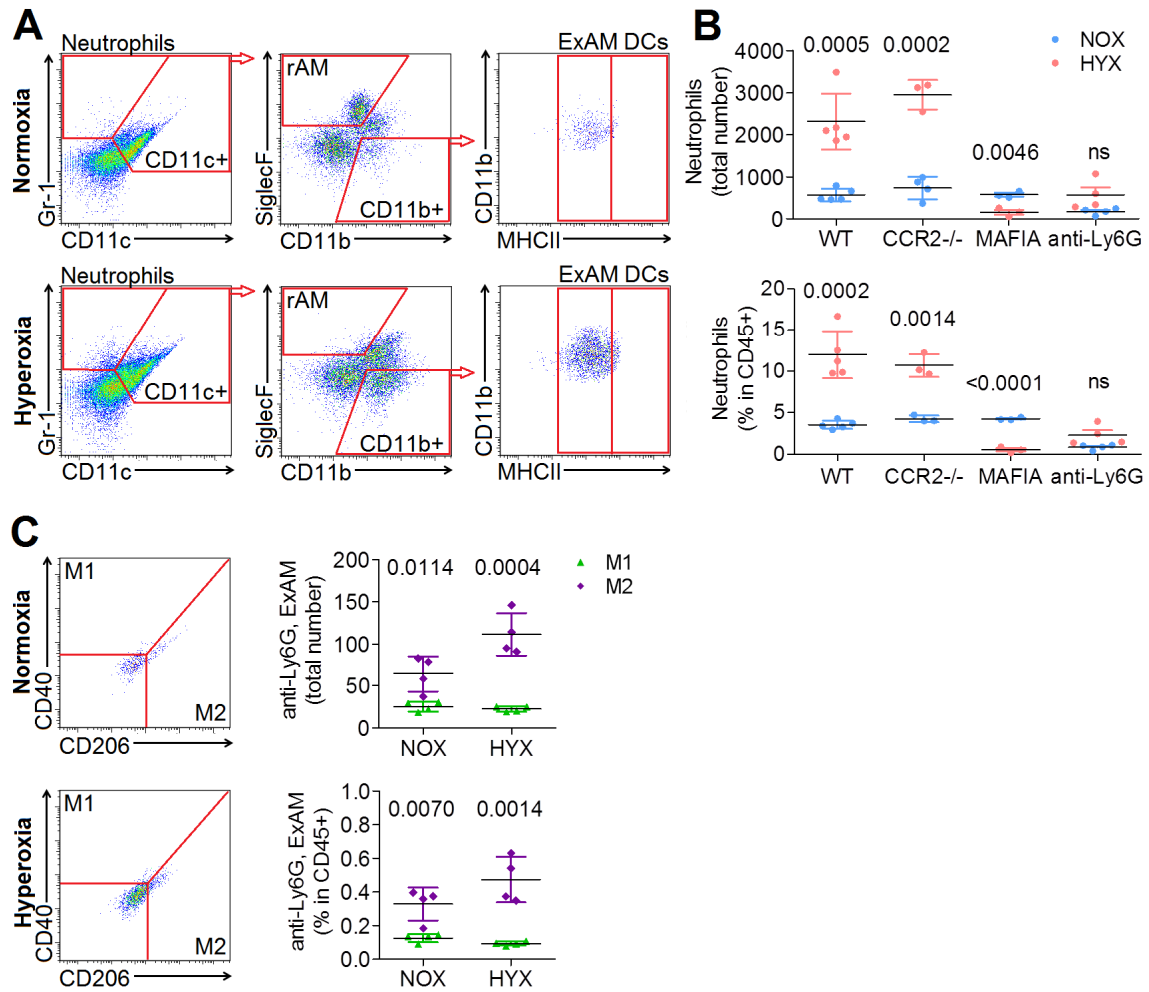 A
Neutrophils
Normoxia
Gr-1
CD11c+
CD11c
rAM
SiglecF
CD11b+
CD11b
ExAM DCs
CD11b
MHCII
Neutrophils
Hyperoxia
Gr-1
CD11c+
CD11c
rAM
SiglecF
CD11b+
CD11b
ExAM DCs
CD11b
MHCII
B
NOX
HYX
Neutrophils
(total number)
4000
3000
2000
1000
0
0.0005
0.0002
0.0046
ns
WT CCR2-/- MAFIA anti-Ly6G
Neutrophils
(% in CD45+)
20
15
10
5
0
0.0002
0.0014
<0.0001
ns
WT CCR2-/- MAFIA anti-Ly6G
C
Normoxia
M1
CD40
M2
CD206
anti-Ly6G, ExAM
(total number)
200
150
100
50
0
0.0114 0.0004
NOX HYX
M1
M2
Hyperoxia
M1
CD40
M2
CD206
anti-Ly6G, ExAM
(% in CD45+)
1.0
0.8
0.6
0.4
0.2
0.0
0.0070 0.0014
NOX HYX